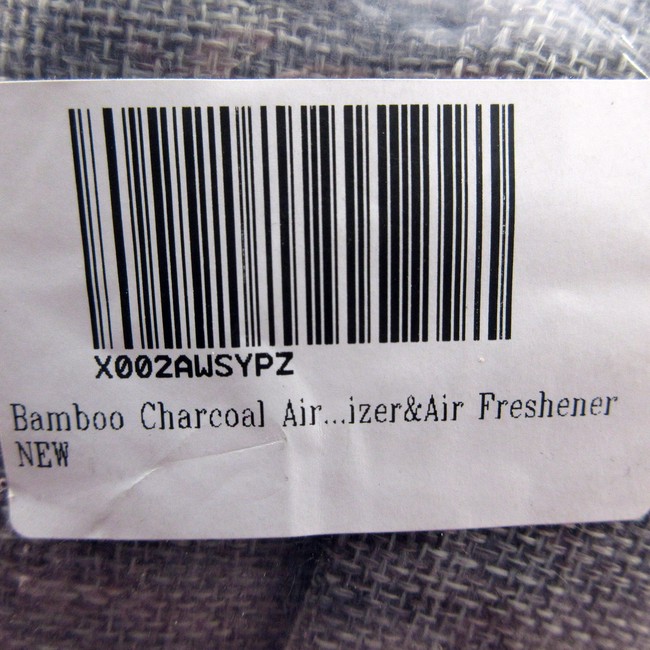 X002AWSYPZ
Bamboo Charcoal Air...izer&Air Freshener
NEW